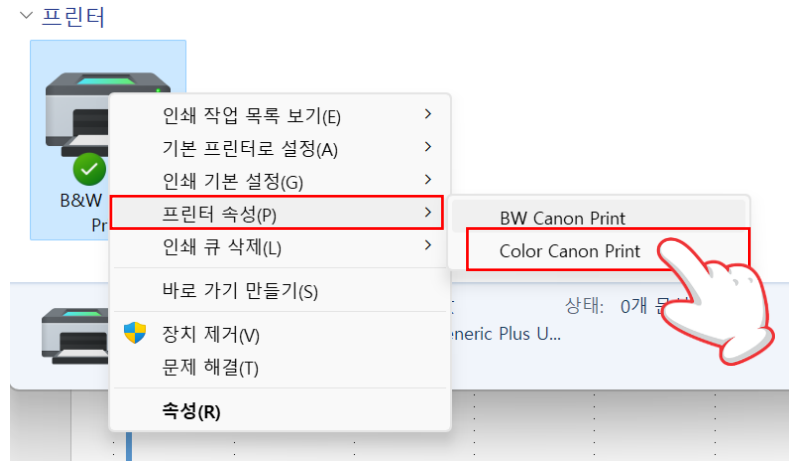 프린터
B&W
Pr
인쇄 작업 목록 보기(E)
기본 프린터로 설정(A)
인쇄 기본 설정(G)
프린터 속성(P)
인쇄 큐 삭제(L)
바로 가기 만들기(S)
장치 제거(V)
문제 해결(T)
속성(R)
BW Canon Print
Color Canon Print
상태: 0개 문
eneric Plus U...